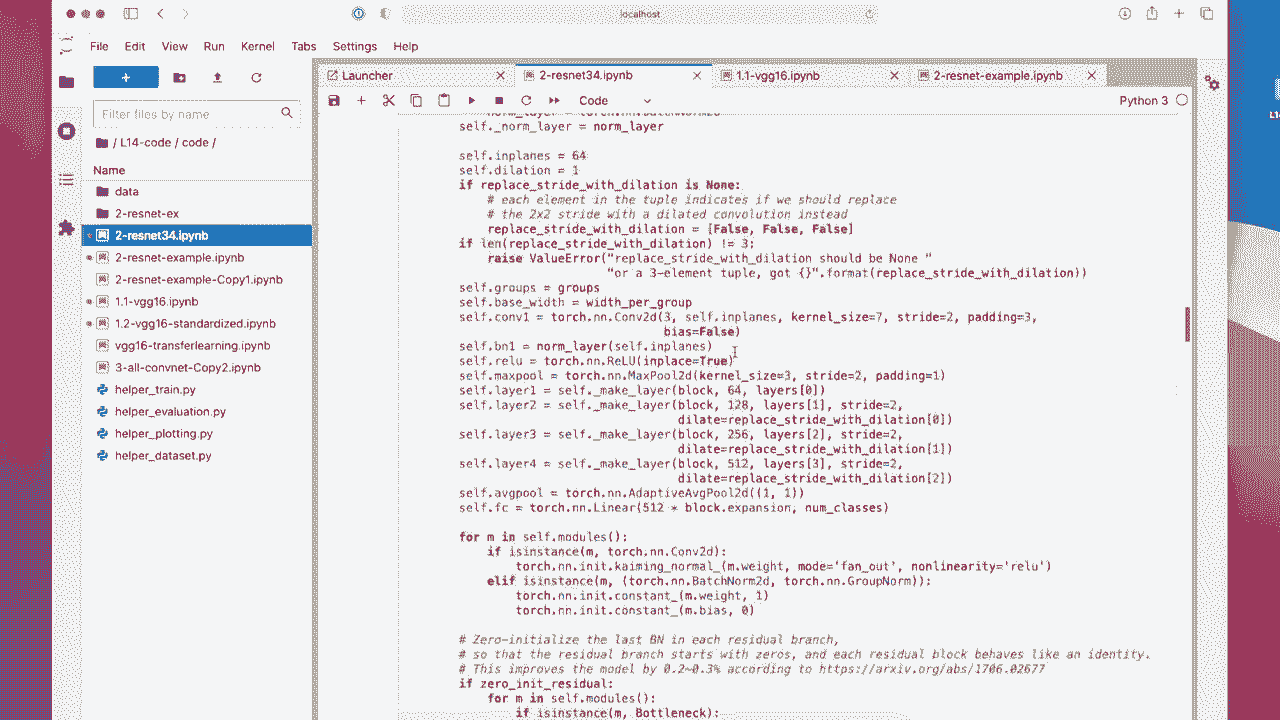 localhost
File Edit View Run Kernel Tabs Settings Help
Launcher
2-resnet34.ipynb
1.1-vgg16.ipynb
2-resnet-example.ipynb
+
Filter files by name
Code
Python 3
/ L14-code / code /
Name
data
2-resnet-ex
2-resnet34.ipynb
2-resnet-example.ipynb
2-resnet-example-Copy1.ipynb
1.1-vgg16.ipynb
1.2-vgg16-standardized.ipynb
vgg16-transferlearning.ipynb
3-all-convnet-Copy2.ipynb
helper_train.py
helper_evaluation.py
helper_plotting.py
helper_dataset.py
self._norm_layer = norm_layer
self.inplanes = 64
self.dilation = 1
if replace_stride_with_dilation is None:
# each element in the tuple indicates if we should replace
# the 2x2 stride with a dilated convolution instead
replace_stride_with_dilation = [False, False, False]
if len(replace_stride_with_dilation) != 3:
raise ValueError("replace_stride_with_dilation should be None "
"or a 3-element tuple, got {}".format(replace_stride_with_dilation))
self.groups = groups
self.base_width = width_per_group
self.conv1 = torch.nn.Conv2d(3, self.inplanes, kernel_size=7, stride=2, padding=3,
bias=False)
self.bn1 = norm_layer(self.inplanes)
self.relu = torch.nn.ReLU(inplace=True)
self.maxpool = torch.nn.MaxPool2d(kernel_size=3, stride=2, padding=1)
self.layer1 = self._make_layer(block, 64, layers[0])
self.layer2 = self._make_layer(block, 128, layers[1], stride=2,
dilate=replace_stride_with_dilation[0])
self.layer3 = self._make_layer(block, 256, layers[2], stride=2,
dilate=replace_stride_with_dilation[1])
self.layer4 = self._make_layer(block, 512, layers[3], stride=2,
dilate=replace_stride_with_dilation[2])
self.avgpool = torch.nn.AdaptiveAvgPool2d((1, 1))
self.fc = torch.nn.Linear(512 * block.expansion, num_classes)
for m in self.modules():
if isinstance(m, torch.nn.Conv2d):
torch.nn.init.kaiming_normal_(m.weight, mode='fan_out', nonlinearity='relu')
elif isinstance(m, (torch.nn.BatchNorm2d, torch.nn.GroupNorm)):
torch.nn.init.constant_(m.weight, 1)
torch.nn.init.constant_(m.bias, 0)
# Zero-initialize the last BN in each residual branch,
# so that the residual branch starts with zeros, and each residual block behaves like an identity.
# This improves the model by 0.2~0.3% according to https://arxiv.org/abs/1706.02677
if zero_init_residual:
for m in self.modules():
if isinstance(m, Bottleneck):